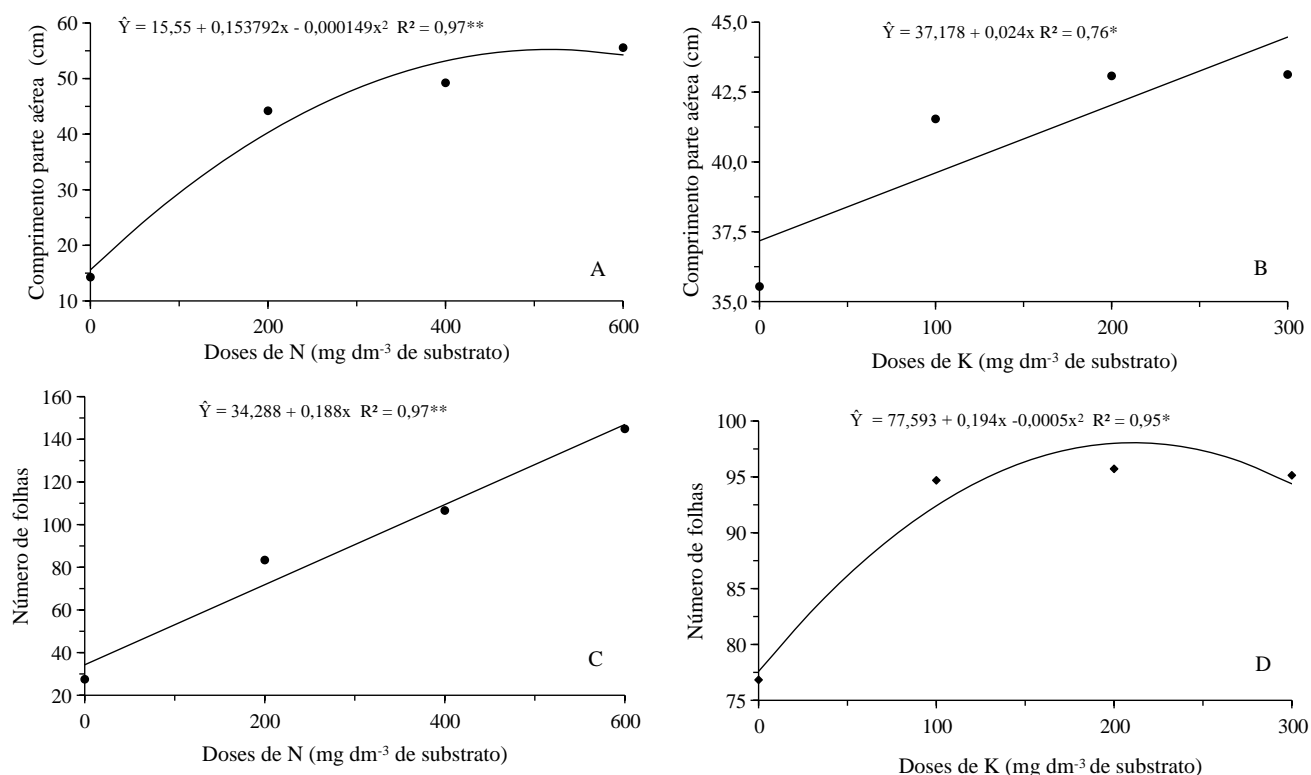 Ŷ = 15,55 + 0,153792x - 0,000149x² R² = 0,97**
Comprimento parte aérea (cm)
60
50
40
30
20
10
0
200
400
600
A
Doses de N (mg dm⁻³ de substrato)
Ŷ = 37,178 + 0,024x R² = 0,76*
Comprimento parte aérea (cm)
45,0
42,5
40,0
37,5
35,0
0
100
200
300
B
Doses de K (mg dm⁻³ de substrato)
Ŷ = 34,288 + 0,188x R² = 0,97**
Número de folhas
160
140
120
100
80
60
40
20
0
200
400
600
C
Doses de N (mg dm⁻³ de substrato)
Ŷ = 77,593 + 0,194x -0,0005x² R² = 0,95*
Número de folhas
100
95
90
85
80
75
0
100
200
300
D
Doses de K (mg dm⁻³ de substrato)